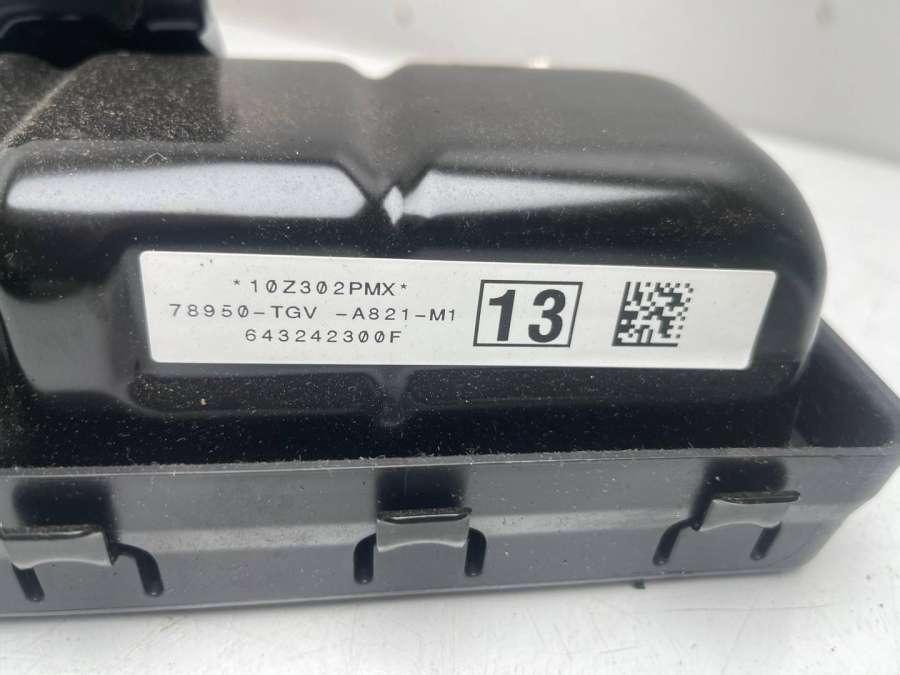 *10Z302PMX*
78950-TGV -A821-M1
643242300F
13